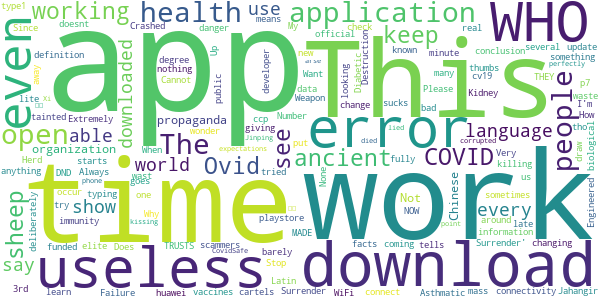 type1 doesnt working health use application WHO
Since Crashed real danger keep official
definition degree nothing developer known several update
even away lite app This minute something
tainted Cannot conclusion perfectly
Up public
My check thumbs
new Want Diabetic Destruction looking
Weapon data change Please Number many cv19 THEY p7
means
downloaded sucks bad Kidney waste
open able propaganda ccp giving error language people
organization The wonder put Extremely
world Ovid tried see ancient COVID Very I'm How thot
Herd starts When expectations lied corrupted fully draw
anything DND Always phone Jinping died killing
None Not Chinese us biological Engineered
ssheep occur typing time work sometimes
show goes Why one NOW every around late
try immunity kissing CovidSafe point information Surrender'
deliberately MADE playstore facts coming changing
say funded elite Does TRUSTS scammers barely tells
useless download
3rd huawei vaccines cartels Stop Latin
learn Failure Surrender WiFi connect Asthmatic mass connectivity Jahangir